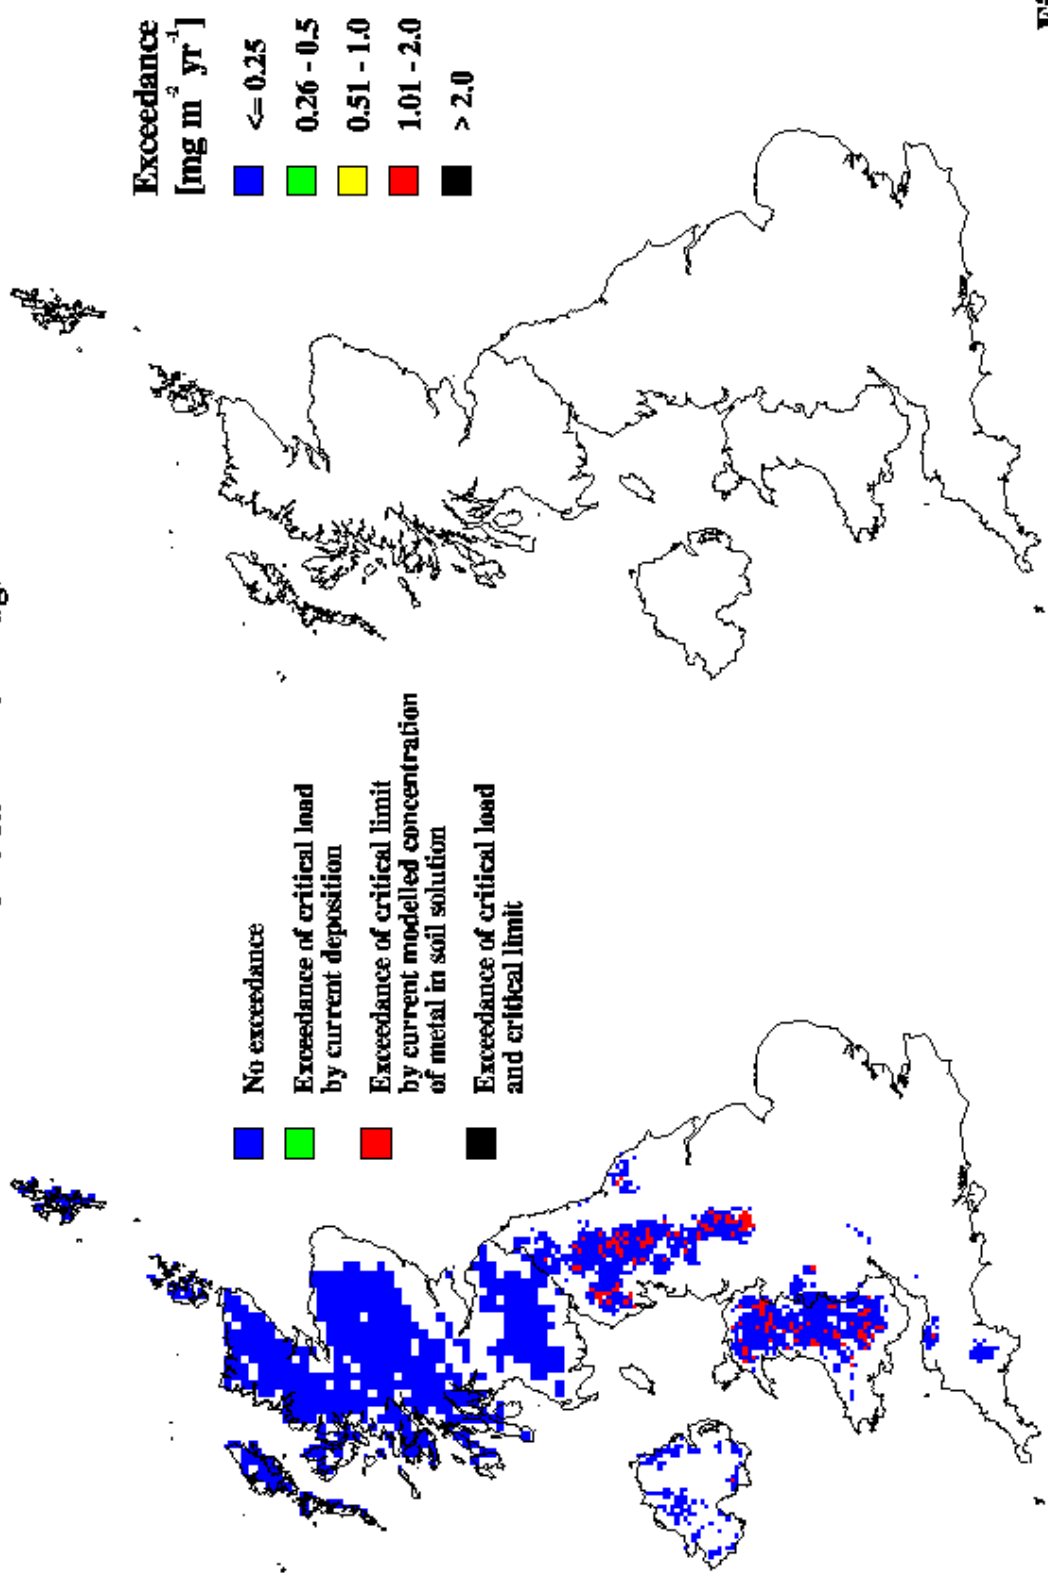 Exceedance
[mg m⁻² yr⁻¹]
<= 0.25
0.26 - 0.5
0.51 - 1.0
1.01 - 2.0
> 2.0
No exceedance
Exceedance of critical load
by current deposition
Exceedance of critical limit
by current modelled concentration
of metal in soil solution
Exceedance of critical load
and critical limit